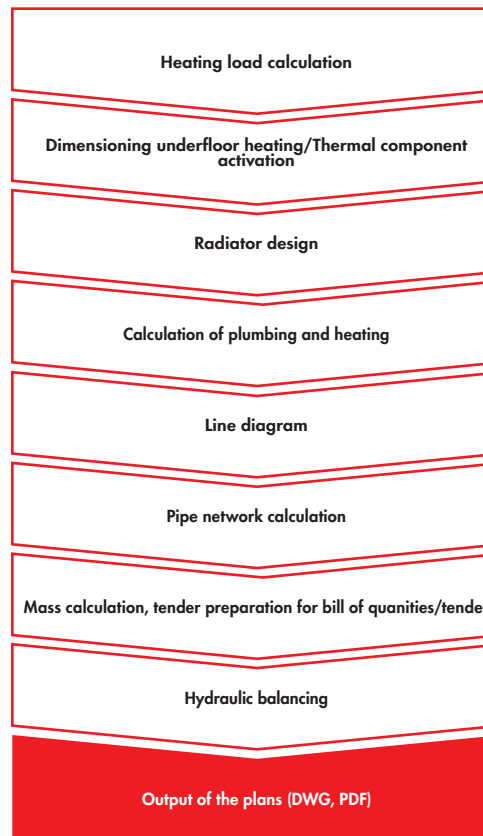 Heating load calculation
Dimensioning underfloor heating/Thermal component
activation
Radiator design
Calculation of plumbing and heating
Line diagram
Pipe network calculation
Mass calculation, tender preparation for bill of quanities/tende
Hydraulic balancing
Output of the plans (DWG, PDF)